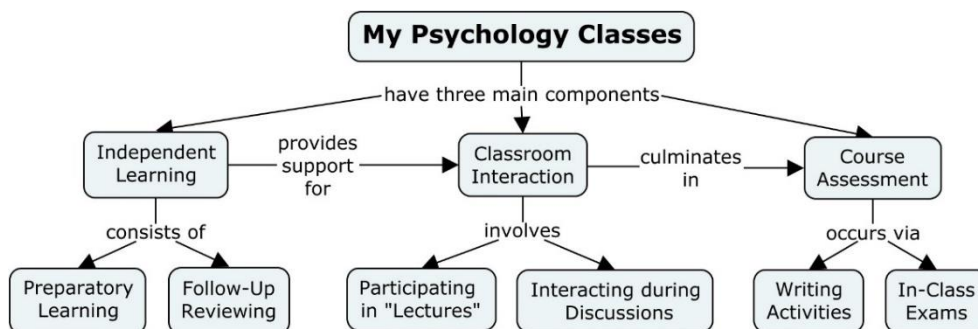 My Psychology Classes
have three main components
Independent
Learning
provides
support
for
Classroom
Interaction
culminates
in
Course
Assessment
consists of
involves
occurs via
Preparatory
Learning
Follow-Up
Reviewing
Participating
in "Lectures"
Interacting during
Discussions
Writing
Activities
In-Class
Exams